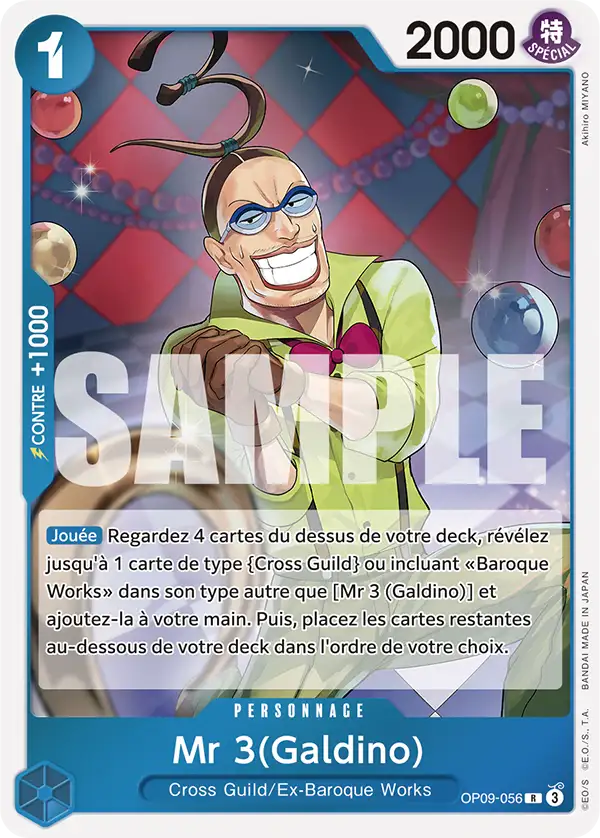 1
2000
特
SPÉCIAL
Akihiro MIYANO
CONTRE +1000
SAMPLE
Jouée Regardez 4 cartes du dessus de votre deck, révélez
jusqu'à 1 carte de type {Cross Guild} ou incluant «Baroque
Works» dans son type autre que [Mr 3 (Galdino)] et
ajoutez-la à votre main. Puis, placez les cartes restantes
au-dessous de votre deck dans l'ordre de votre choix.
PERSONNAGE
Mr 3(Galdino)
Cross Guild/Ex-Baroque Works
OP09-056 R 3
©E.O/S ©E.O./S., T.A. BANDAI MADE IN JAPAN